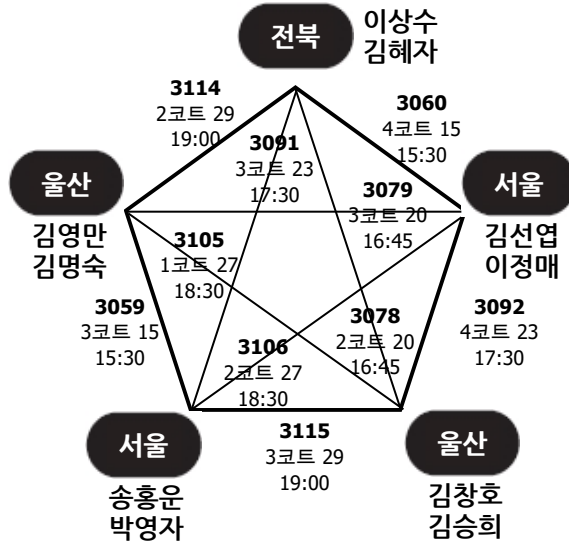 전북
이상수
김혜자
3114
2코트 29
19:00
3060
4코트 15
15:30
3091
3코트 23
17:30
울산
김영만
김명숙
3079
3코트 20
16:45
서울
김선엽
이정매
3105
1코트 27
18:30
3059
3코트 15
15:30
3092
4코트 23
17:30
3078
2코트 20
16:45
3106
2코트 27
18:30
서울
송홍운
박영자
3115
3코트 29
19:00
울산
김창호
김승희